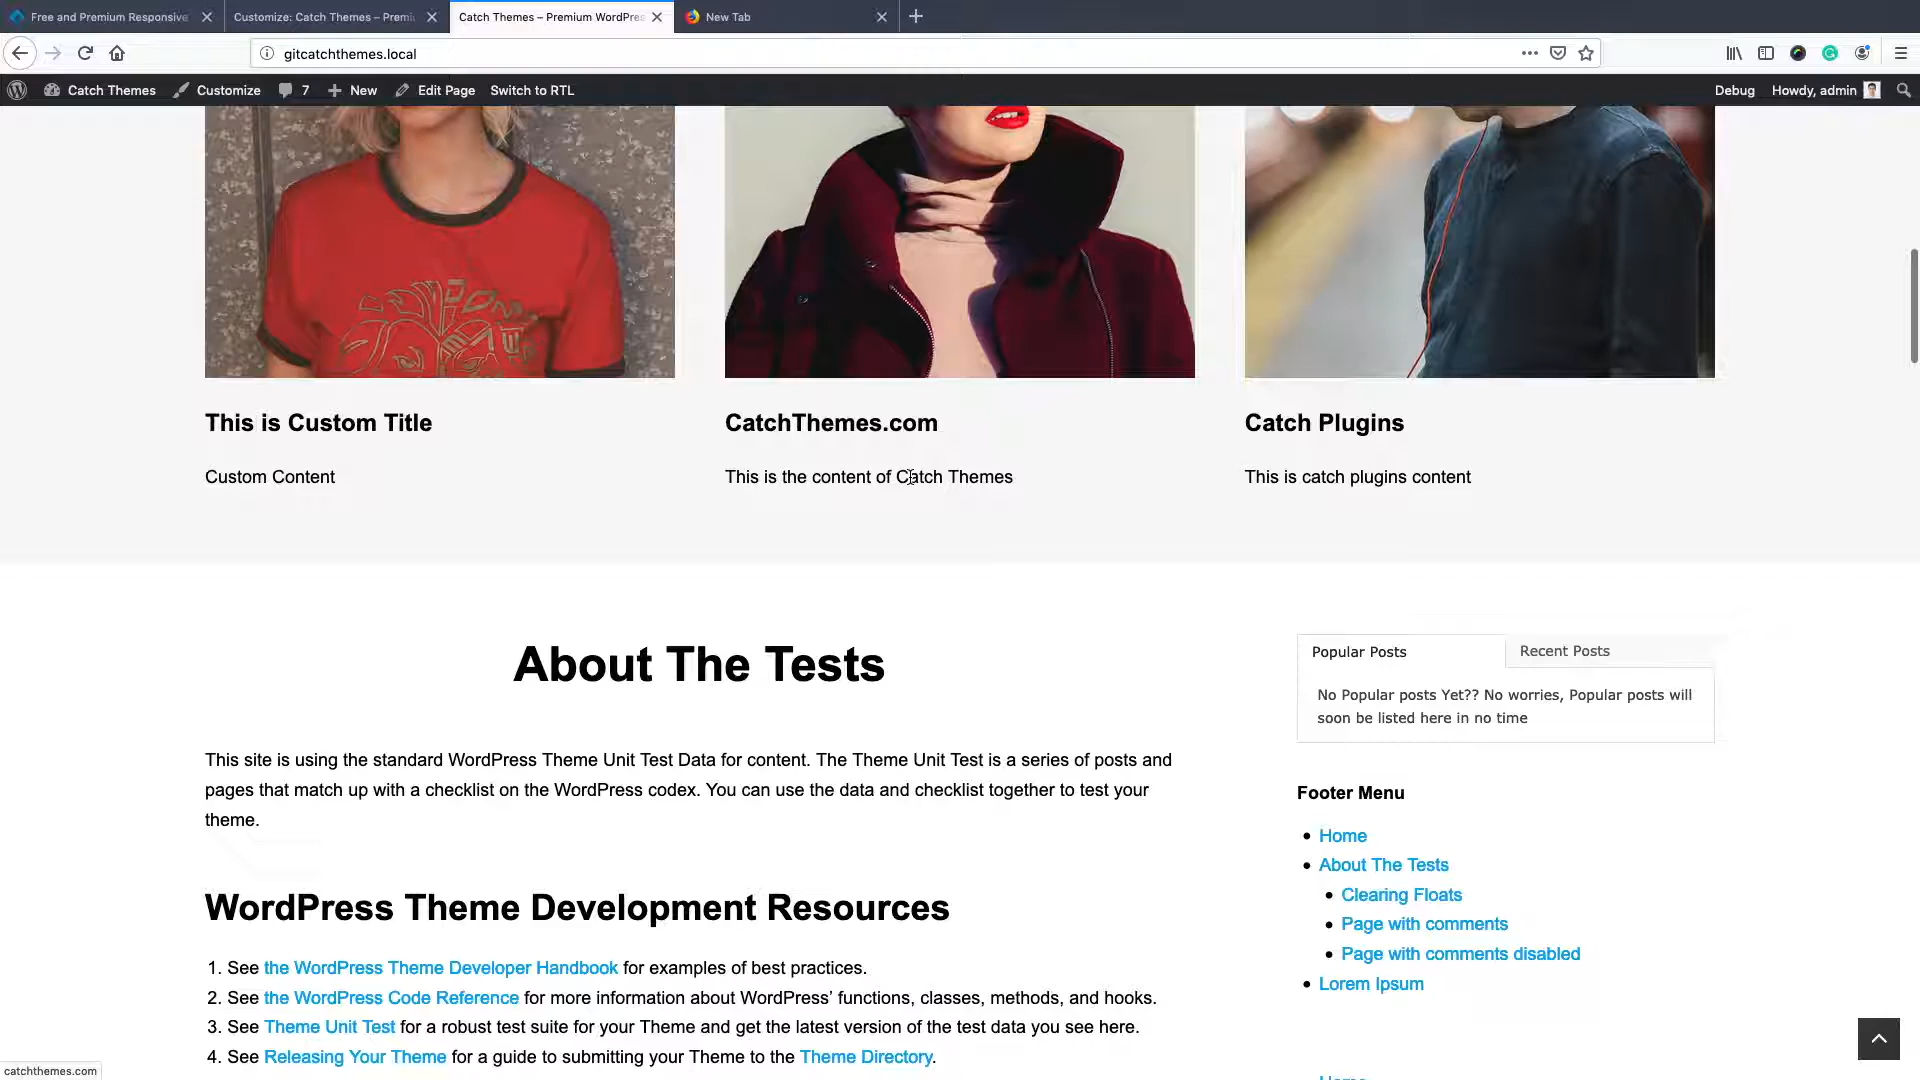 Free and Premium Responsive
Customize: Catch Themes – Premi
Catch Themes – Premium WordPres
New Tab
gitcatchthemes.local
Catch Themes
Customize
7
New
Edit Page
Switch to RTL
Debug
Howdy, admin
This is Custom Title
CatchThemes.com
Catch Plugins
Custom Content
This is the content of Catch Themes
This is catch plugins content
About The Tests
This site is using the standard WordPress Theme Unit Test Data for content. The Theme Unit Test is a series of posts and
pages that match up with a checklist on the WordPress codex. You can use the data and checklist together to test your
theme.
WordPress Theme Development Resources
1. See the WordPress Theme Developer Handbook for examples of best practices.
2. See the WordPress Code Reference for more information about WordPress’ functions, classes, methods, and hooks.
3. See Theme Unit Test for a robust test suite for your Theme and get the latest version of the test data you see here.
4. See Releasing Your Theme for a guide to submitting your Theme to the Theme Directory.
Popular Posts
Recent Posts
No Popular posts Yet?? No worries, Popular posts will
soon be listed here in no time
Footer Menu
Home
About The Tests
Clearing Floats
Page with comments
Page with comments disabled
Lorem Ipsum
catchthemes.com